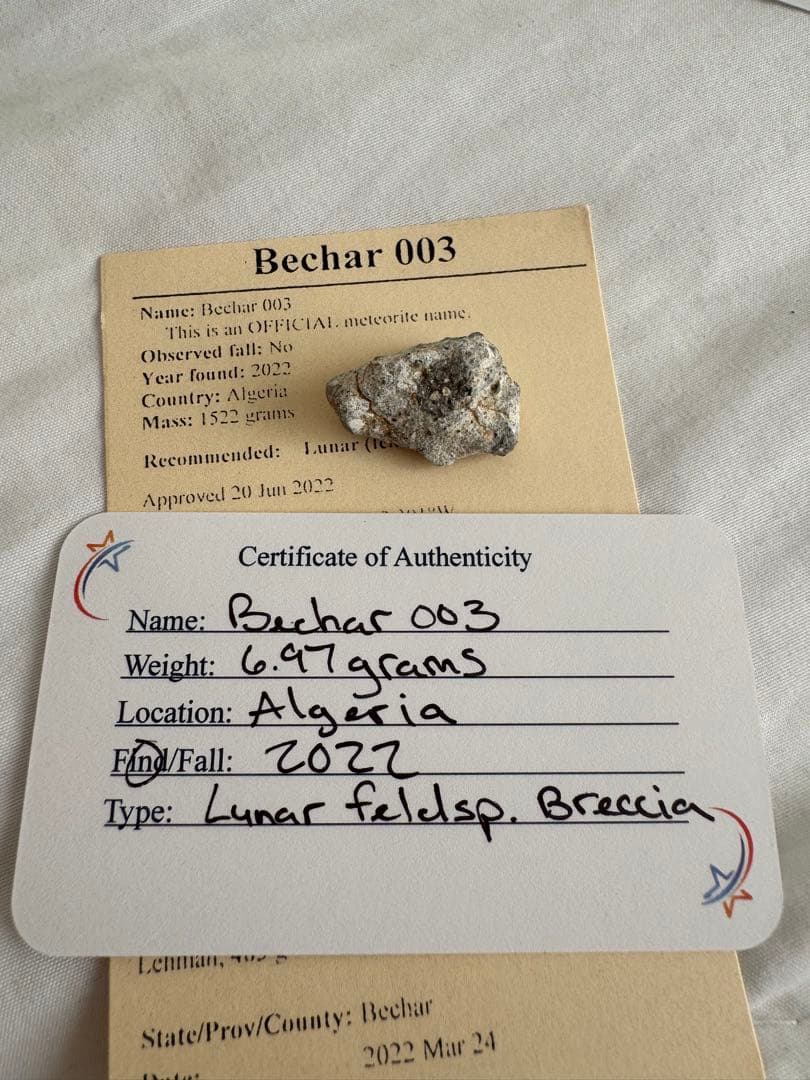 Bechar 003
Name: Bechar 003
This is an OFFICIAL meteorite name.
Observed fall: No
Year found: 2022
Country: Algeria
Mass: 1522 grams
Recommended: Lunar
Approved 20 Jun 2022
Certificate of Authenticity
Name: Bechar 003
Weight: 6.97 grams
Location: Algeria
Find/Fall: 2022
Type: Lunar feldsp. Breccia
Lehman,
State/Prov/County: Bechar
2022 Mar 24